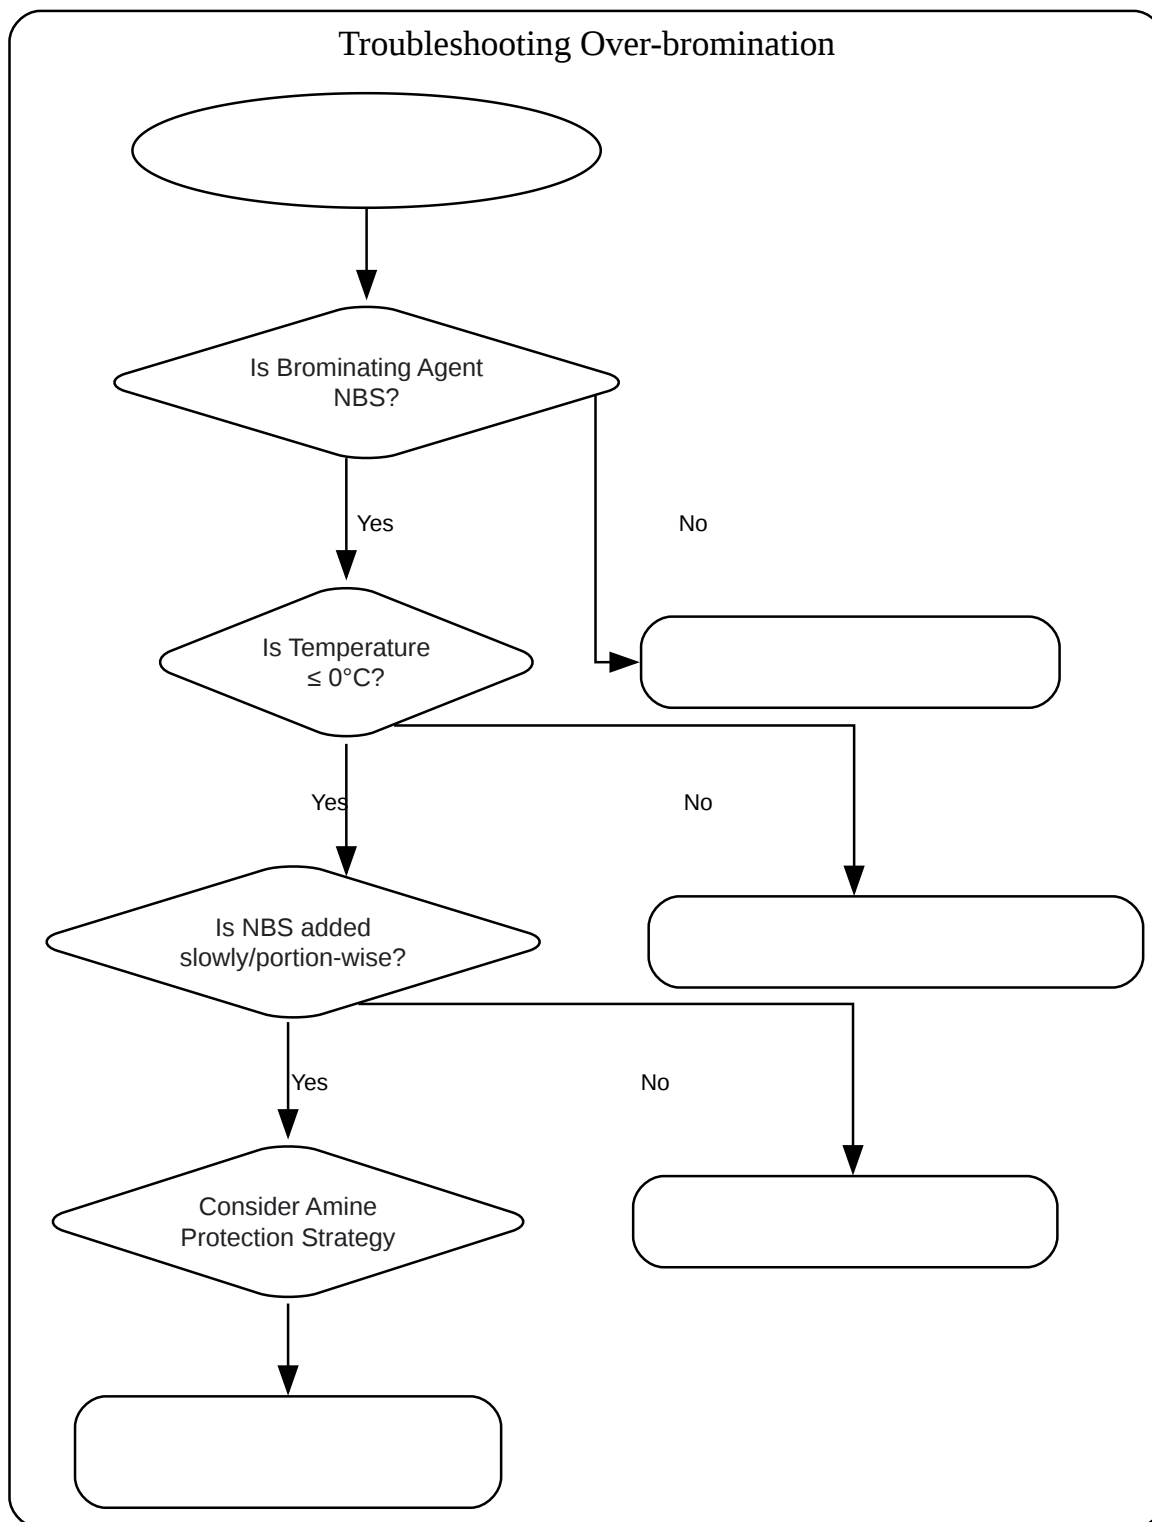 Troubleshooting Over-bromination
Is Brominating Agent
NBS?
Yes
No
Is Temperature
≤ 0°C?
Yes
No
Is NBS added
slowly/portion-wise?
Yes
No
Consider Amine
Protection Strategy